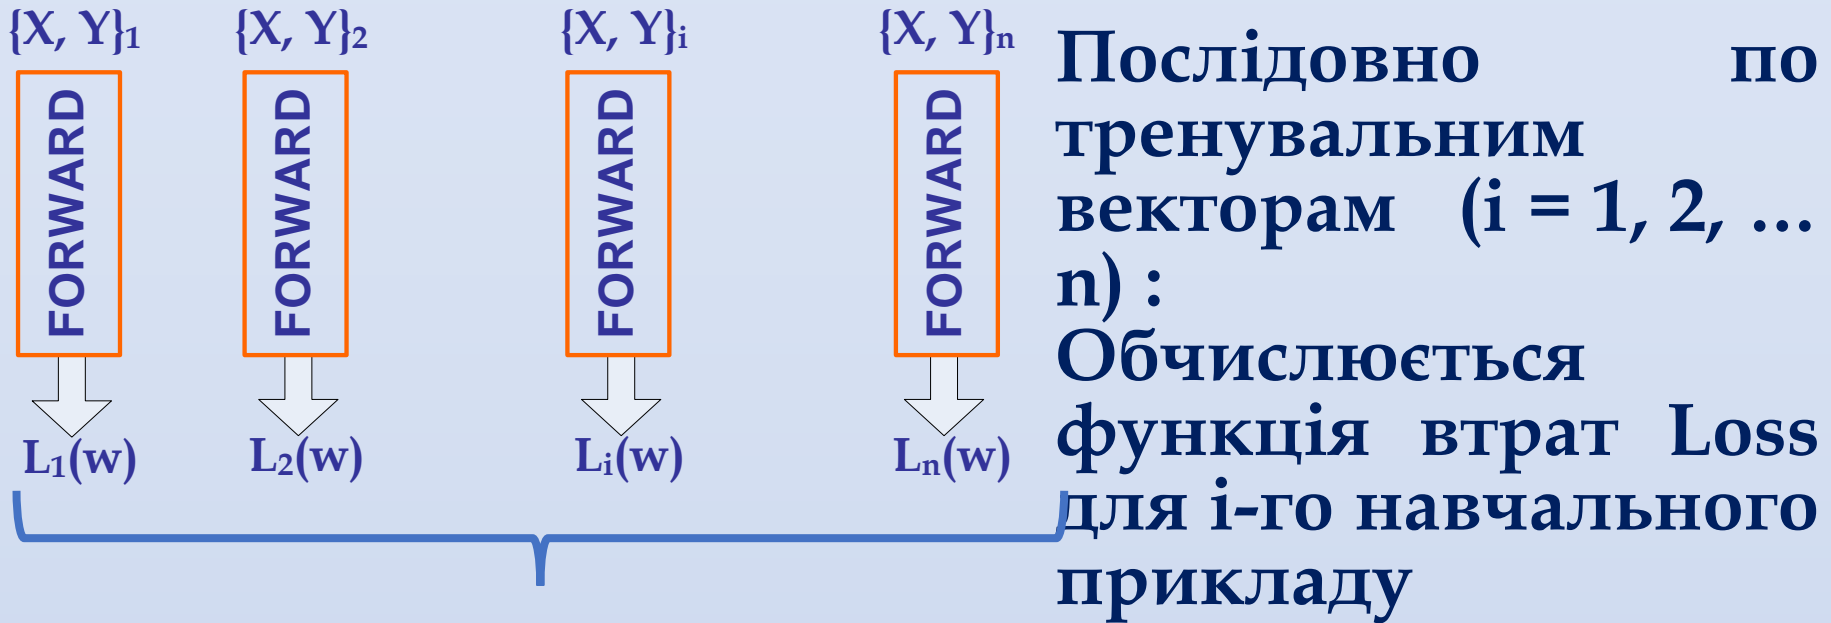 {X, Y}₁ {X, Y}₂ {X, Y}ᵢ {X, Y}ₙ
FORWARD FORWARD FORWARD FORWARD
L₁(w) L₂(w) Lᵢ(w) Lₙ(w)
Послідовно по
тренувальним
векторам (i = 1, 2, …
n) :
Обчислюється
функція втрат Loss
для і-го навчального
прикладу